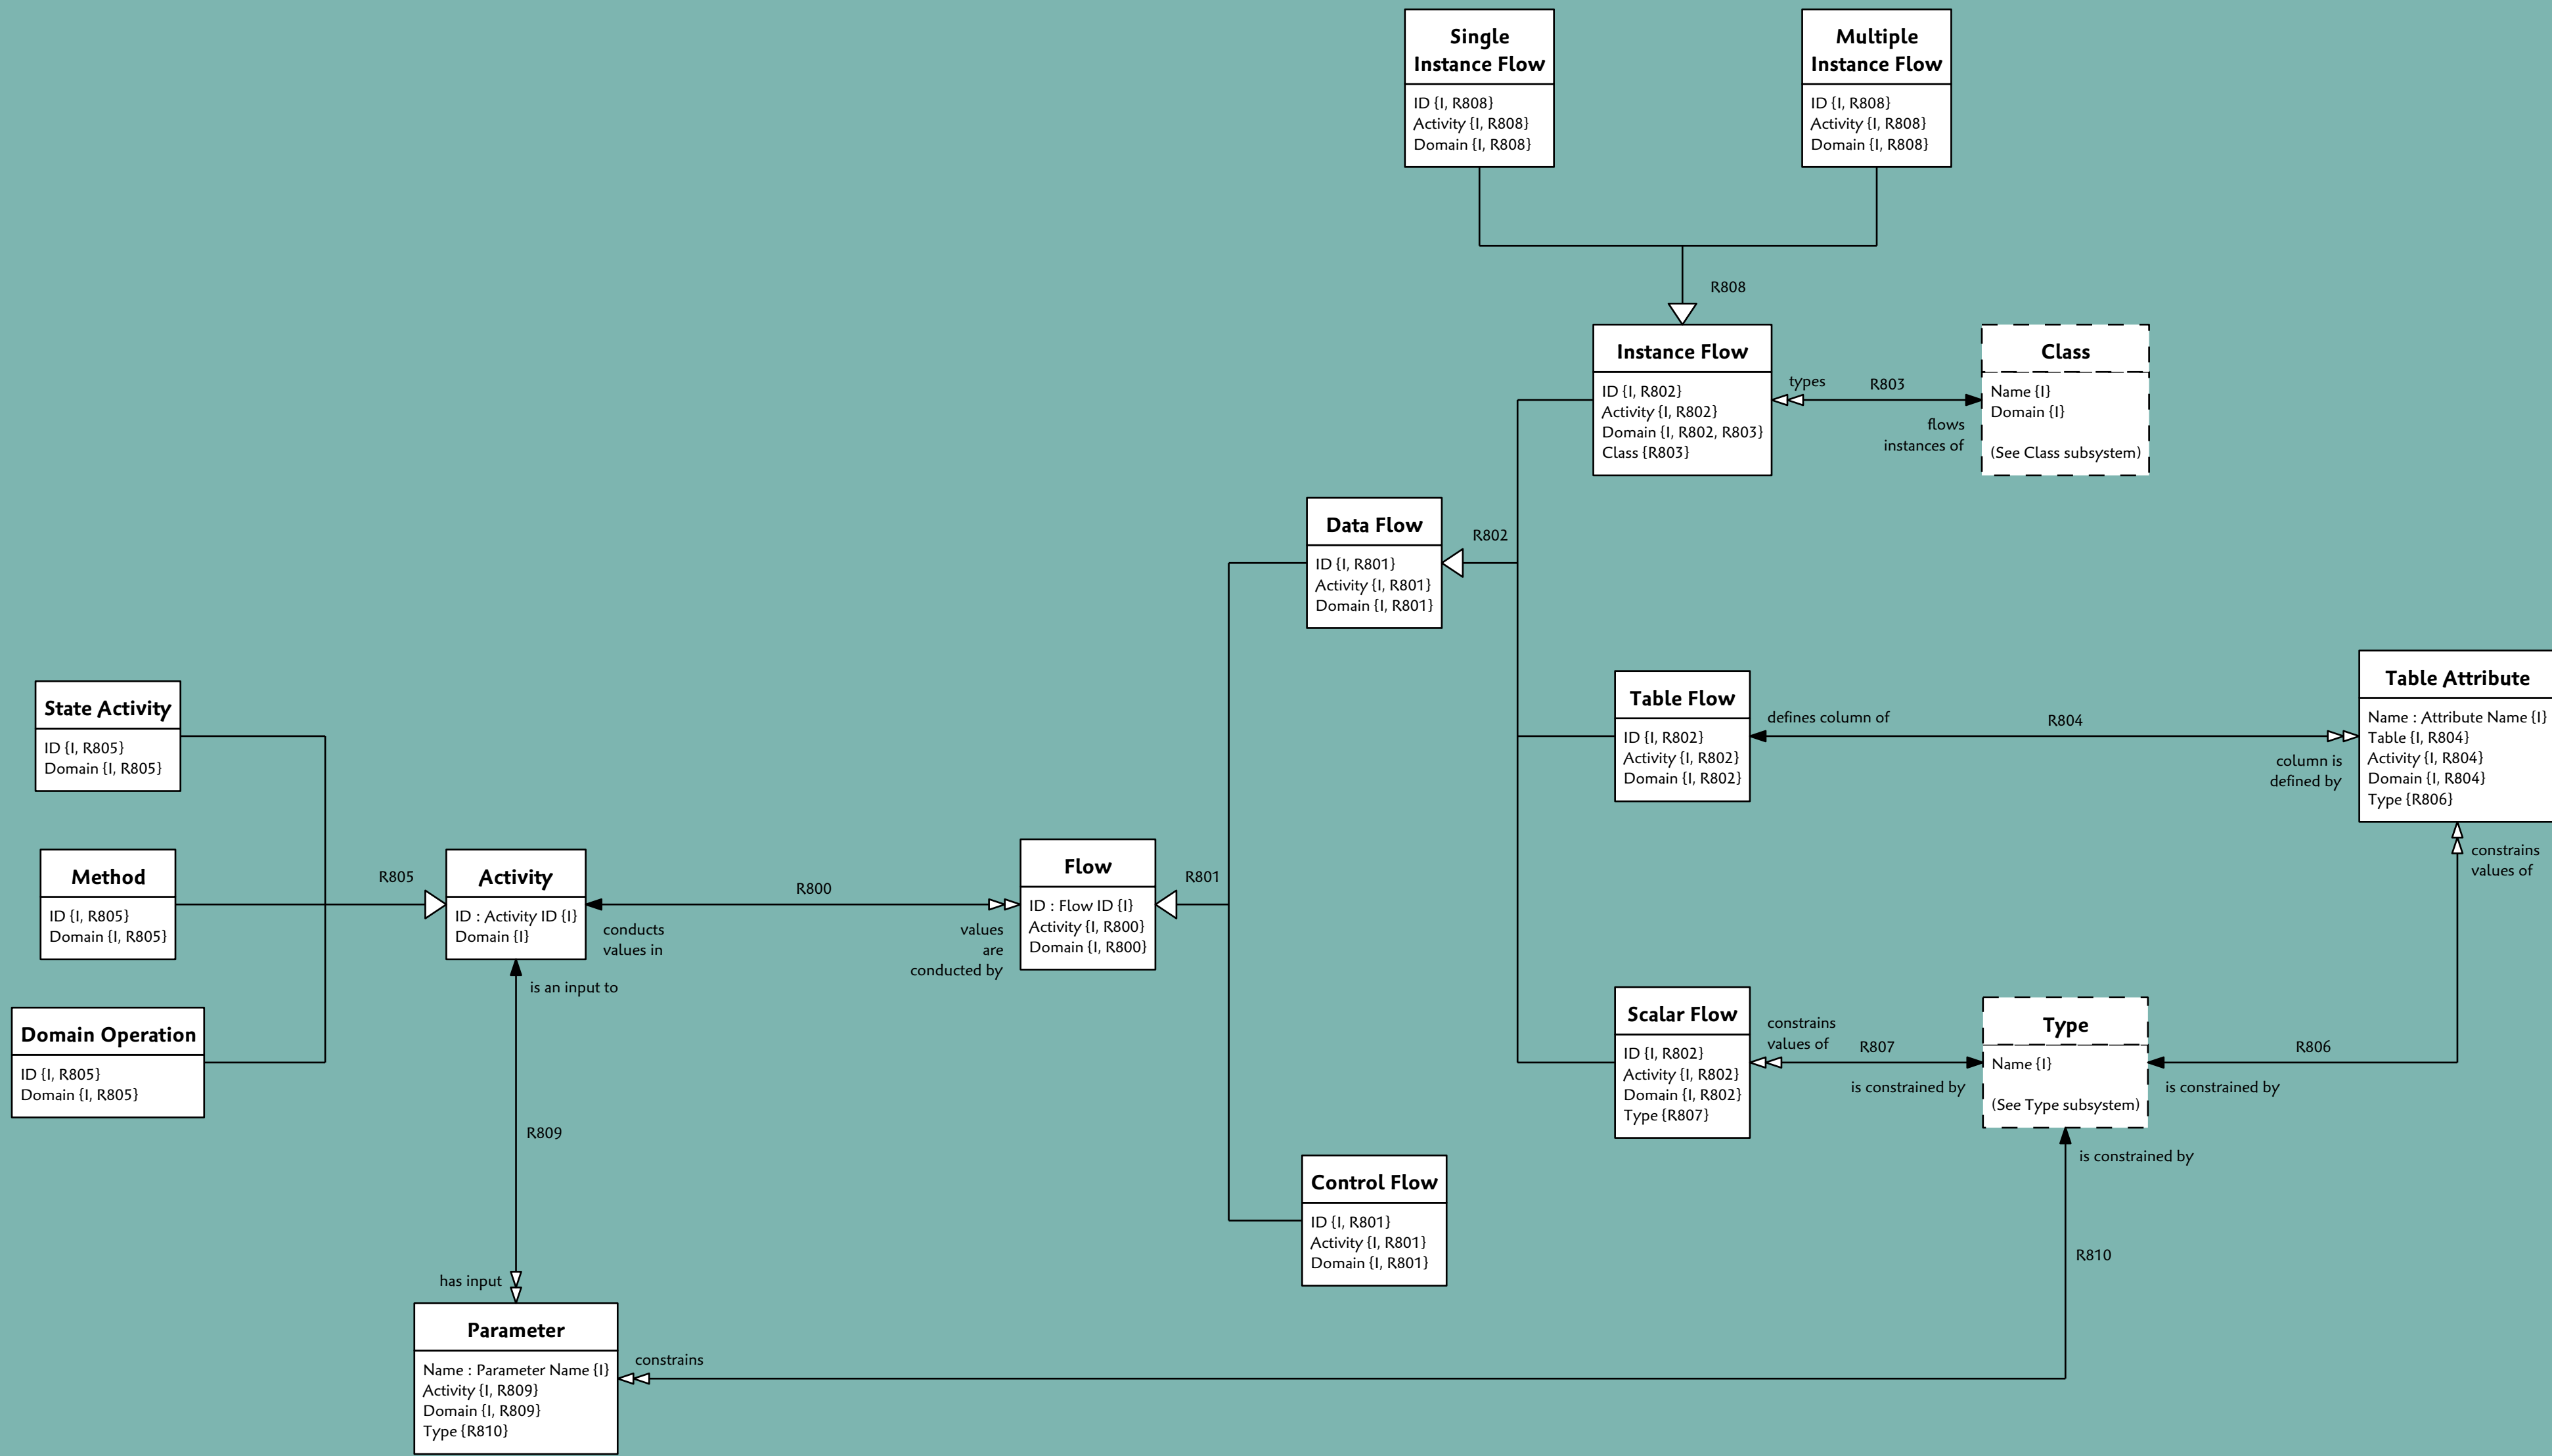 Single
Instance Flow
ID {I, R808}
Activity {I, R808}
Domain {I, R808}
Multiple
Instance Flow
ID {I, R808}
Activity {I, R808}
Domain {I, R808}
R808
Instance Flow
ID {I, R802}
Activity {I, R802}
Domain {I, R802, R803}
Class {R803}
types
R803
flows
instances of
Class
Name {I}
Domain {I}
(See Class subsystem)
Data Flow
ID {I, R801}
Activity {I, R801}
Domain {I, R801}
R802
Table Flow
ID {I, R802}
Activity {I, R802}
Domain {I, R802}
defines column of
R804
column is
defined by
Table Attribute
Name : Attribute Name {I}
Table {I, R804}
Activity {I, R804}
Domain {I, R804}
Type {R806}
constrains
values of
State Activity
ID {I, R805}
Domain {I, R805}
Method
ID {I, R805}
Domain {I, R805}
Domain Operation
ID {I, R805}
Domain {I, R805}
R805
Activity
ID : Activity ID {I}
Domain {I}
conducts
values in
R800
values
are
conducted by
Flow
ID : Flow ID {I}
Activity {I, R800}
Domain {I, R800}
R801
Scalar Flow
ID {I, R802}
Activity {I, R802}
Domain {I, R802}
Type {R807}
constrains
values of
R807
is constrained by
Type
Name {I}
(See Type subsystem)
R806
is constrained by
is constrained by
R810
is an input to
R809
has input
Control Flow
ID {I, R801}
Activity {I, R801}
Domain {I, R801}
Parameter
Name : Parameter Name {I}
Activity {I, R809}
Domain {I, R809}
Type {R810}
constrains